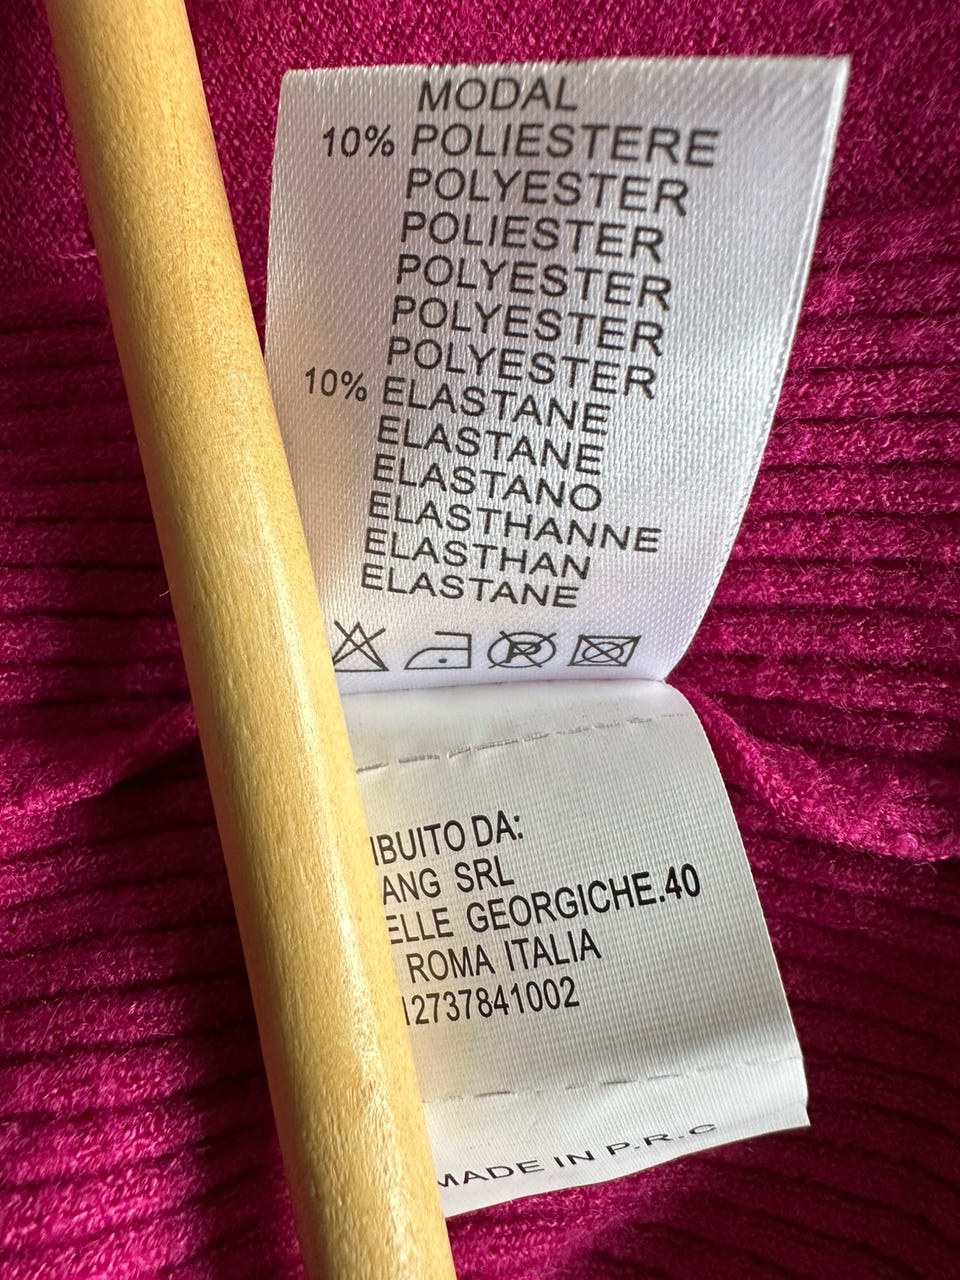 MODAL
10% POLIESTERE
POLYESTER
POLIESTER
POLYESTER
POLYESTER
POLYESTER
10% ELASTANE
ELASTANE
ELASTANO
ELASTHANNE
ELASTHAN
ELASTANE
IBUITO DA:
ANG SRL
ELLE GEORGICHE.40
ROMA ITALIA
12737841002
MADE IN P.R.C